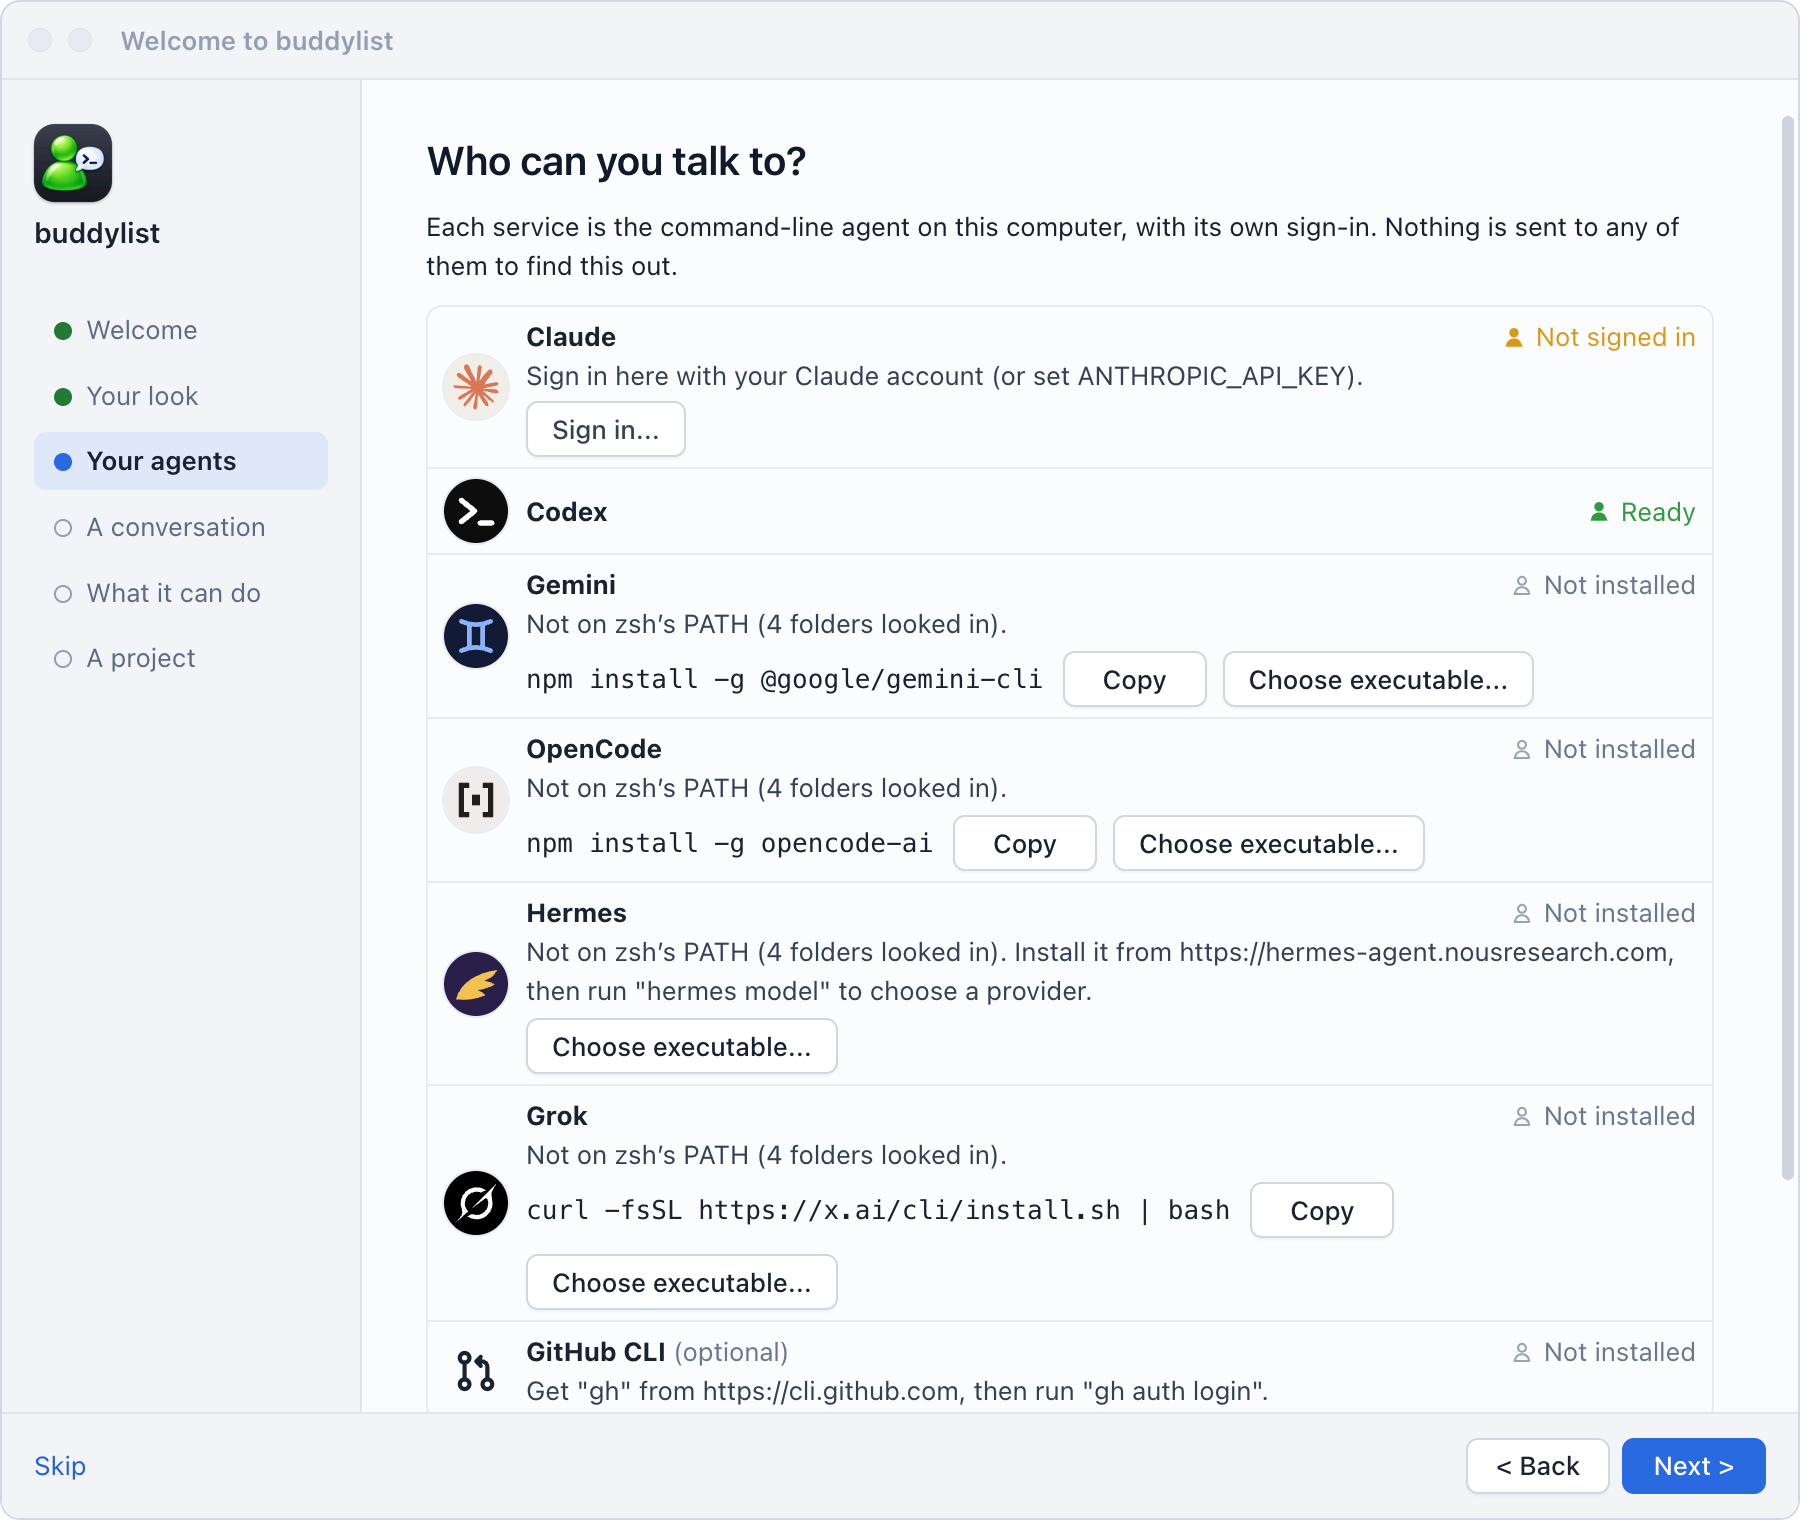 Welcome to buddylist
buddylist
Welcome
Your look
Your agents
A conversation
What it can do
A project
Who can you talk to?
Each service is the command-line agent on this computer, with its own sign-in. Nothing is sent to any of
them to find this out.
Claude
Not signed in
Sign in here with your Claude account (or set ANTHROPIC_API_KEY).
Sign in...
Codex
Ready
Gemini
Not installed
Not on zsh’s PATH (4 folders looked in).
npm install -g @google/gemini-cli
Copy
Choose executable...
OpenCode
Not installed
Not on zsh’s PATH (4 folders looked in).
npm install -g opencode-ai
Copy
Choose executable...
Hermes
Not installed
Not on zsh’s PATH (4 folders looked in). Install it from https://hermes-agent.nousresearch.com,
then run "hermes model" to choose a provider.
Choose executable...
Grok
Not installed
Not on zsh’s PATH (4 folders looked in).
curl -fsSL https://x.ai/cli/install.sh | bash
Copy
Choose executable...
GitHub CLI (optional)
Not installed
Get "gh" from https://cli.github.com, then run "gh auth login".
Skip
< Back
Next >